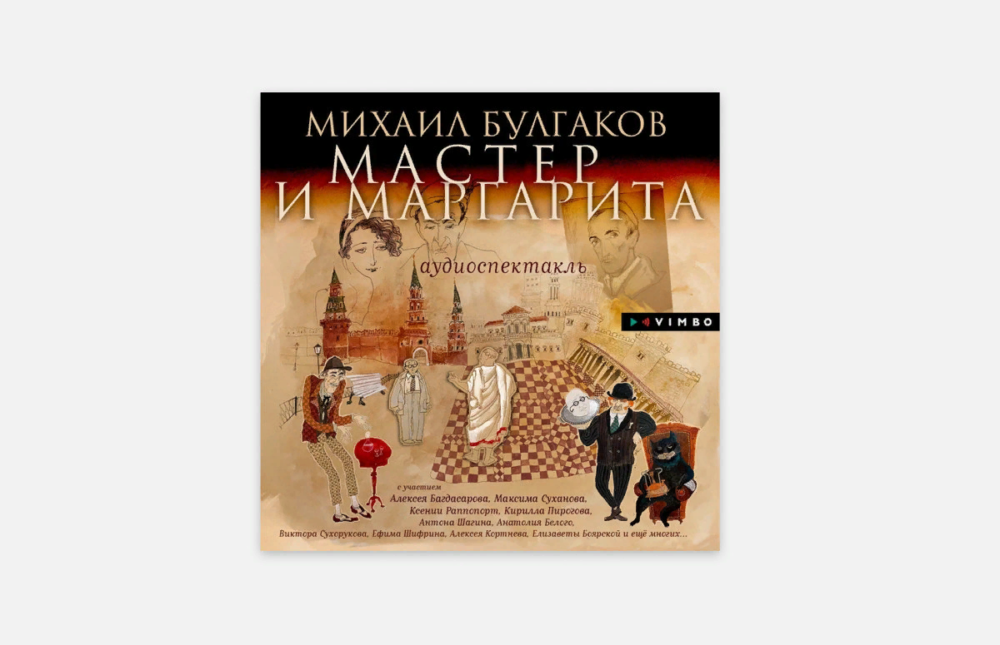 МИХАИЛ БУЛГАКОВ
МАСТЕР
И МАРГАРИТА
аудиоспектакль
VIMBO
с участием
Алексея Багдасарова, Максима Суханова,
Ксении Раппопорт, Кирилла Пирогова,
Антона Шагина, Анатолия Белого,
Виктора Сухорукова, Ефима Шифрина, Алексея Кортнева, Елизаветы Боярской и ещё многих...